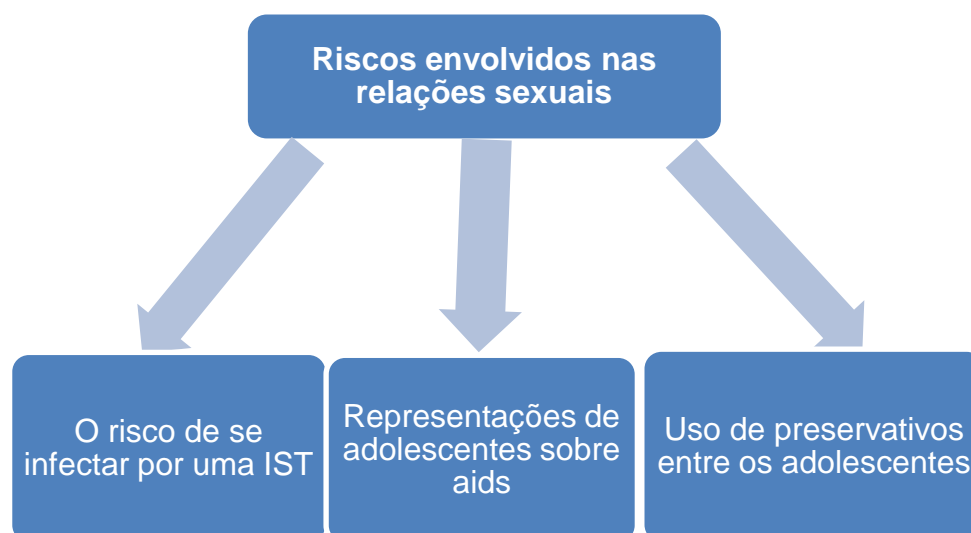 Riscos envolvidos nas
relações sexuais
O risco de se
infectar por uma IST
Representações de
adolescentes sobre
aids
Uso de preservativos
entre os adolescentes